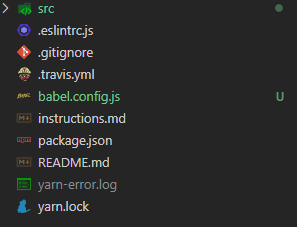 src
.eslintrc.js
.gitignore
.travis.yml
babel.config.js U
instructions.md
package.json
README.md
yarn-error.log
yarn.lock